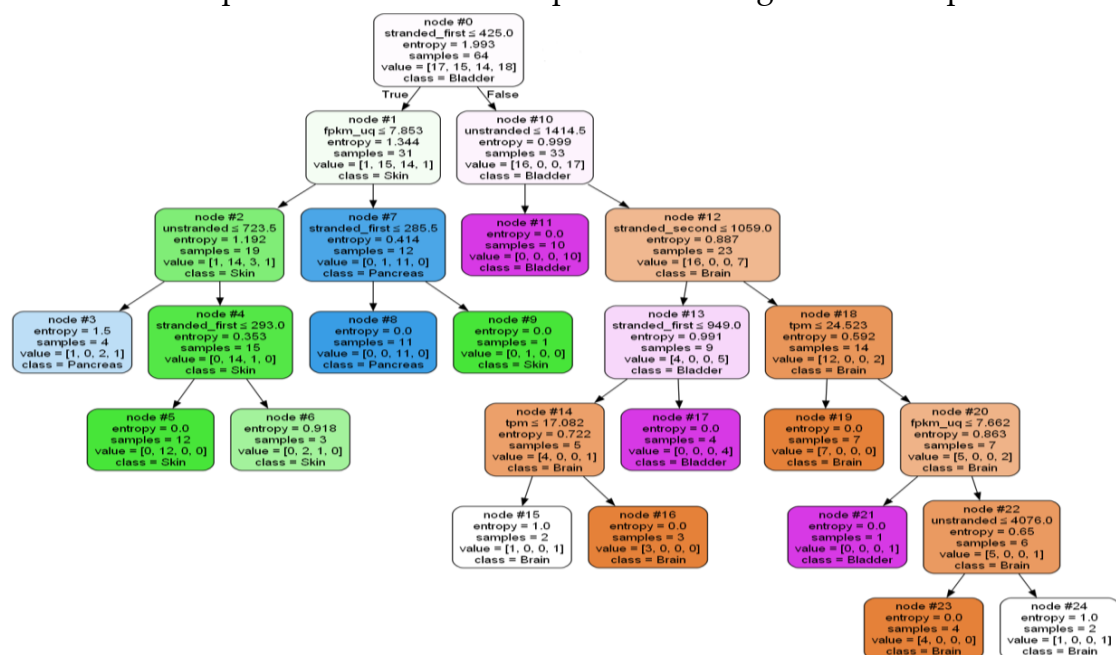 node #0
stranded_first ≤ 425.0
entropy = 1.993
samples = 64
value = [17, 15, 14, 18]
class = Bladder
True
False
node #1
fpkm_uq ≤ 7.853
entropy = 1.344
samples = 31
value = [1, 15, 14, 1]
class = Skin
node #10
unstranded ≤ 1414.5
entropy = 0.999
samples = 33
value = [16, 0, 0, 17]
class = Bladder
node #2
unstranded ≤ 723.5
entropy = 1.192
samples = 19
value = [1, 14, 3, 1]
class = Skin
node #7
stranded_first ≤ 285.5
entropy = 0.414
samples = 12
value = [0, 1, 11, 0]
class = Pancreas
node #11
entropy = 0.0
samples = 10
value = [0, 0, 0, 10]
class = Bladder
node #12
stranded_second ≤ 1059.0
entropy = 0.887
samples = 23
value = [16, 0, 0, 7]
class = Brain
node #3
entropy = 1.5
samples = 4
value = [1, 0, 2, 1]
class = Pancreas
node #4
stranded_first ≤ 293.0
entropy = 0.353
samples = 15
value = [0, 14, 1, 0]
class = Skin
node #8
entropy = 0.0
samples = 11
value = [0, 0, 11, 0]
class = Pancreas
node #9
entropy = 0.0
samples = 1
value = [0, 1, 0, 0]
class = Skin
node #13
stranded_first ≤ 949.0
entropy = 0.991
samples = 9
value = [4, 0, 0, 5]
class = Bladder
node #18
tpm ≤ 24.523
entropy = 0.592
samples = 14
value = [12, 0, 0, 2]
class = Brain
node #5
entropy = 0.0
samples = 12
value = [0, 12, 0, 0]
class = Skin
node #6
entropy = 0.918
samples = 3
value = [0, 2, 1, 0]
class = Skin
node #14
tpm ≤ 17.082
entropy = 0.722
samples = 5
value = [4, 0, 0, 1]
class = Brain
node #17
entropy = 0.0
samples = 4
value = [0, 0, 0, 4]
class = Bladder
node #19
entropy = 0.0
samples = 7
value = [7, 0, 0, 0]
class = Brain
node #20
fpkm_uq ≤ 7.662
entropy = 0.863
samples = 7
value = [5, 0, 0, 2]
class = Brain
node #15
entropy = 1.0
samples = 2
value = [1, 0, 0, 1]
class = Brain
node #16
entropy = 0.0
samples = 3
value = [3, 0, 0, 0]
class = Brain
node #21
entropy = 0.0
samples = 1
value = [0, 0, 0, 1]
class = Bladder
node #22
unstranded ≤ 4076.0
entropy = 0.65
samples = 6
value = [5, 0, 0, 1]
class = Brain
node #23
entropy = 0.0
samples = 4
value = [4, 0, 0, 0]
class = Brain
node #24
entropy = 1.0
samples = 2
value = [1, 0, 0, 1]
class = Brain